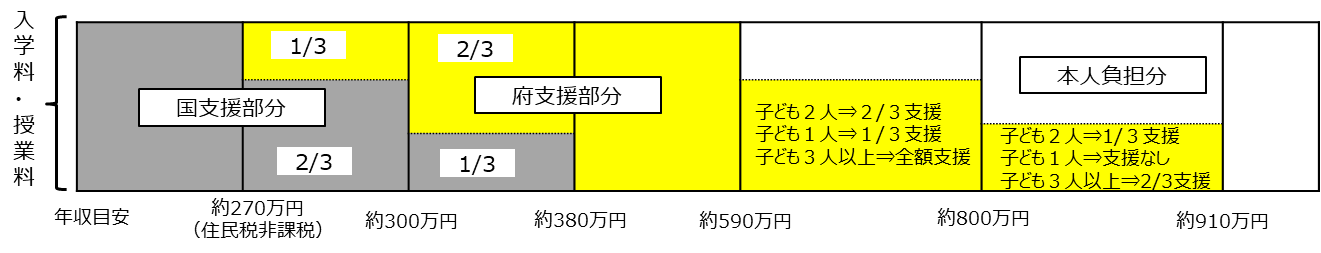 入学料・授業料
1/3
2/3
国支援部分
府支援部分
本人負担分
2/3
1/3
子ども２人⇒２/３支援
子ども１人⇒１/３支援
子ども３人以上⇒全額支援
子ども２人⇒1/３支援
子ども１人⇒支援なし
子ども３人以上⇒2/3支援
年収目安
約270万円
（住民税非課税）
約300万円
約380万円
約590万円
約800万円
約910万円